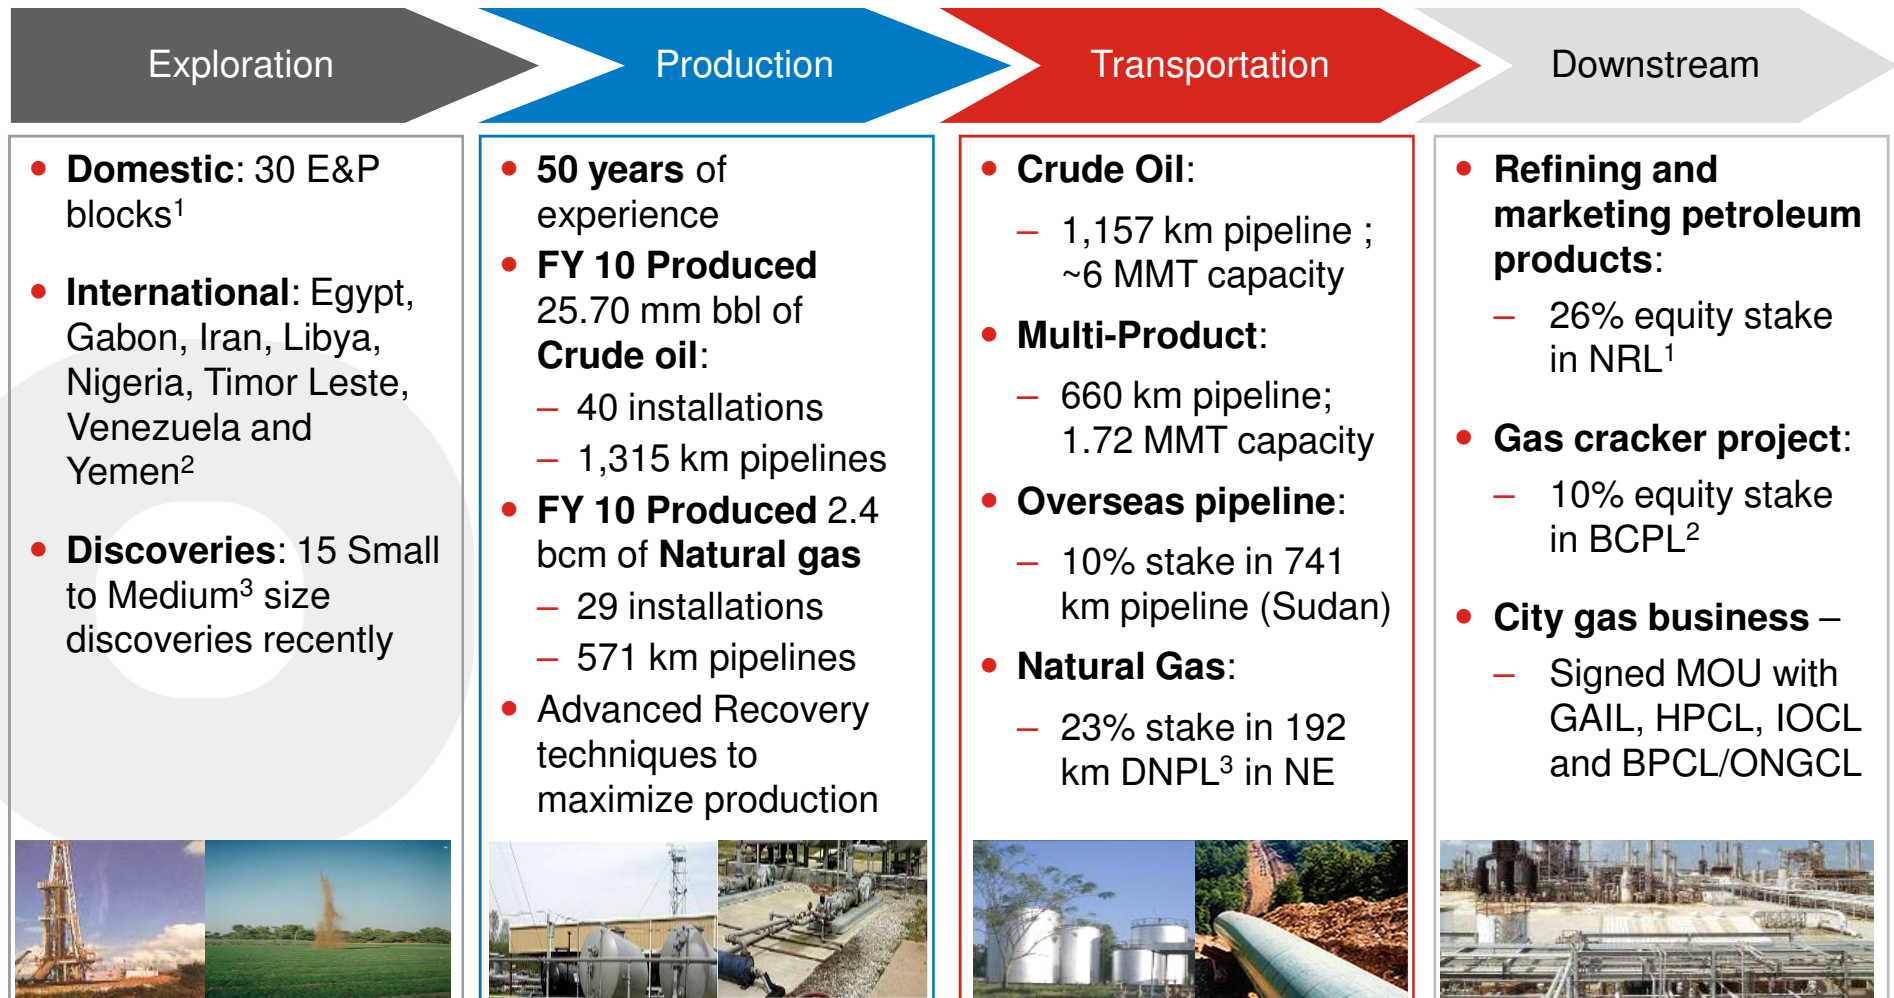 Exploration
Production
Transportation
Downstream
• Domestic: 30 E&P
blocks¹
• International: Egypt,
Gabon, Iran, Libya,
Nigeria, Timor Leste,
Venezuela and
Yemen²
• Discoveries: 15 Small
to Medium³ size
discoveries recently
• 50 years of
experience
• FY 10 Produced
25.70 mm bbl of
Crude oil:
– 40 installations
– 1,315 km pipelines
• FY 10 Produced 2.4
bcm of Natural gas
– 29 installations
– 571 km pipelines
• Advanced Recovery
techniques to
maximize production
• Crude Oil:
– 1,157 km pipeline ;
~6 MMT capacity
• Multi-Product:
– 660 km pipeline;
1.72 MMT capacity
• Overseas pipeline:
– 10% stake in 741
km pipeline (Sudan)
• Natural Gas:
– 23% stake in 192
km DNPL³ in NE
• Refining and
marketing petroleum
products:
– 26% equity stake
in NRL¹
• Gas cracker project:
– 10% equity stake
in BCPL²
• City gas business –
– Signed MOU with
GAIL, HPCL, IOCL
and BPCL/ONGCL